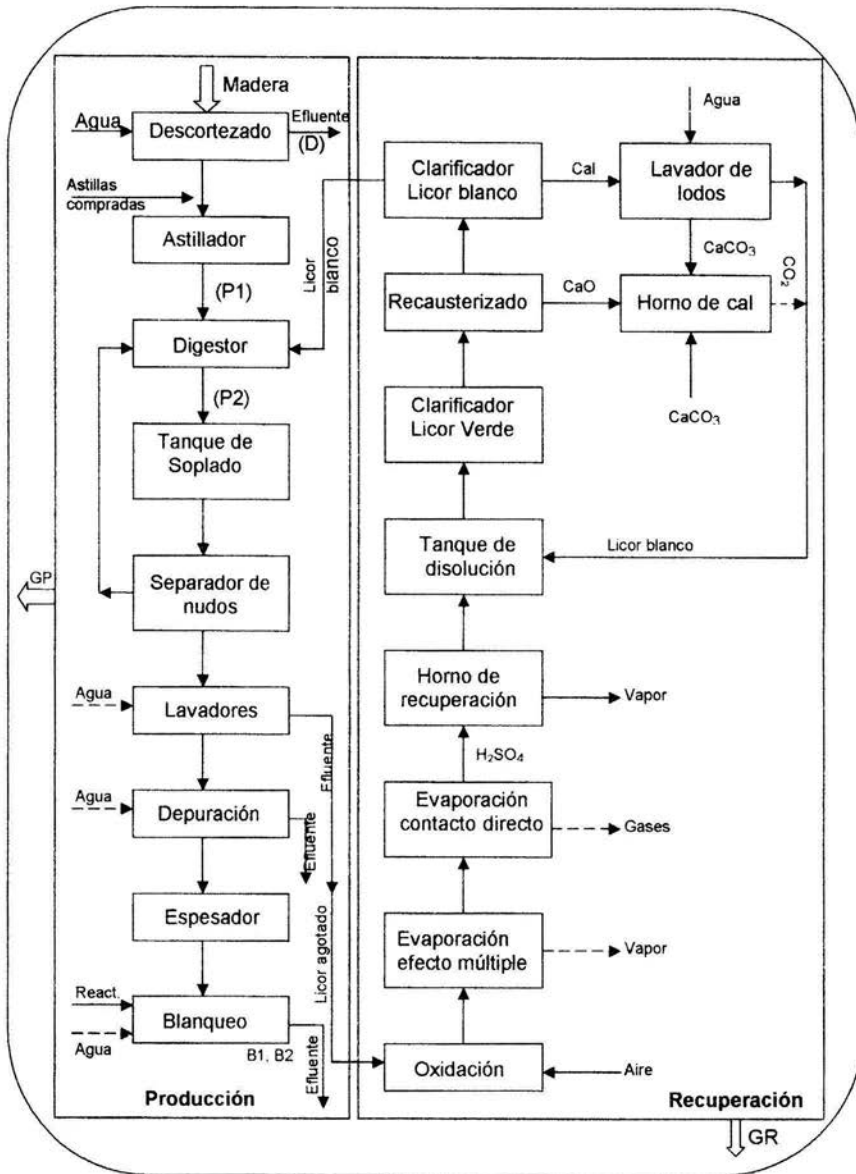 Madera
Agua
Descortezado
Efluente
(D)
Astillas
compradas
Astillador
(P1)
Digestor
(P2)
Tanque de
Soplado
Separador de
nudos
GP
Agua
Lavadores
Efluente
Agua
Depuración
Efluente
Espesador
Licor agotado
React.
Blanqueo
Agua
B1, B2
Efluente
Producción
Licor
blanco
Clarificador
Licor blanco
Cal
Agua
Lavador de
lodos
CaCO₃
CO₂
Recausterizado
CaO
Horno de cal
CaCO₃
Clarificador
Licor Verde
Tanque de
disolución
Licor blanco
Horno de
recuperación
Vapor
H₂SO₄
Evaporación
contacto directo
Gases
Evaporación
efecto múltiple
Vapor
Oxidación
Aire
Recuperación
GR